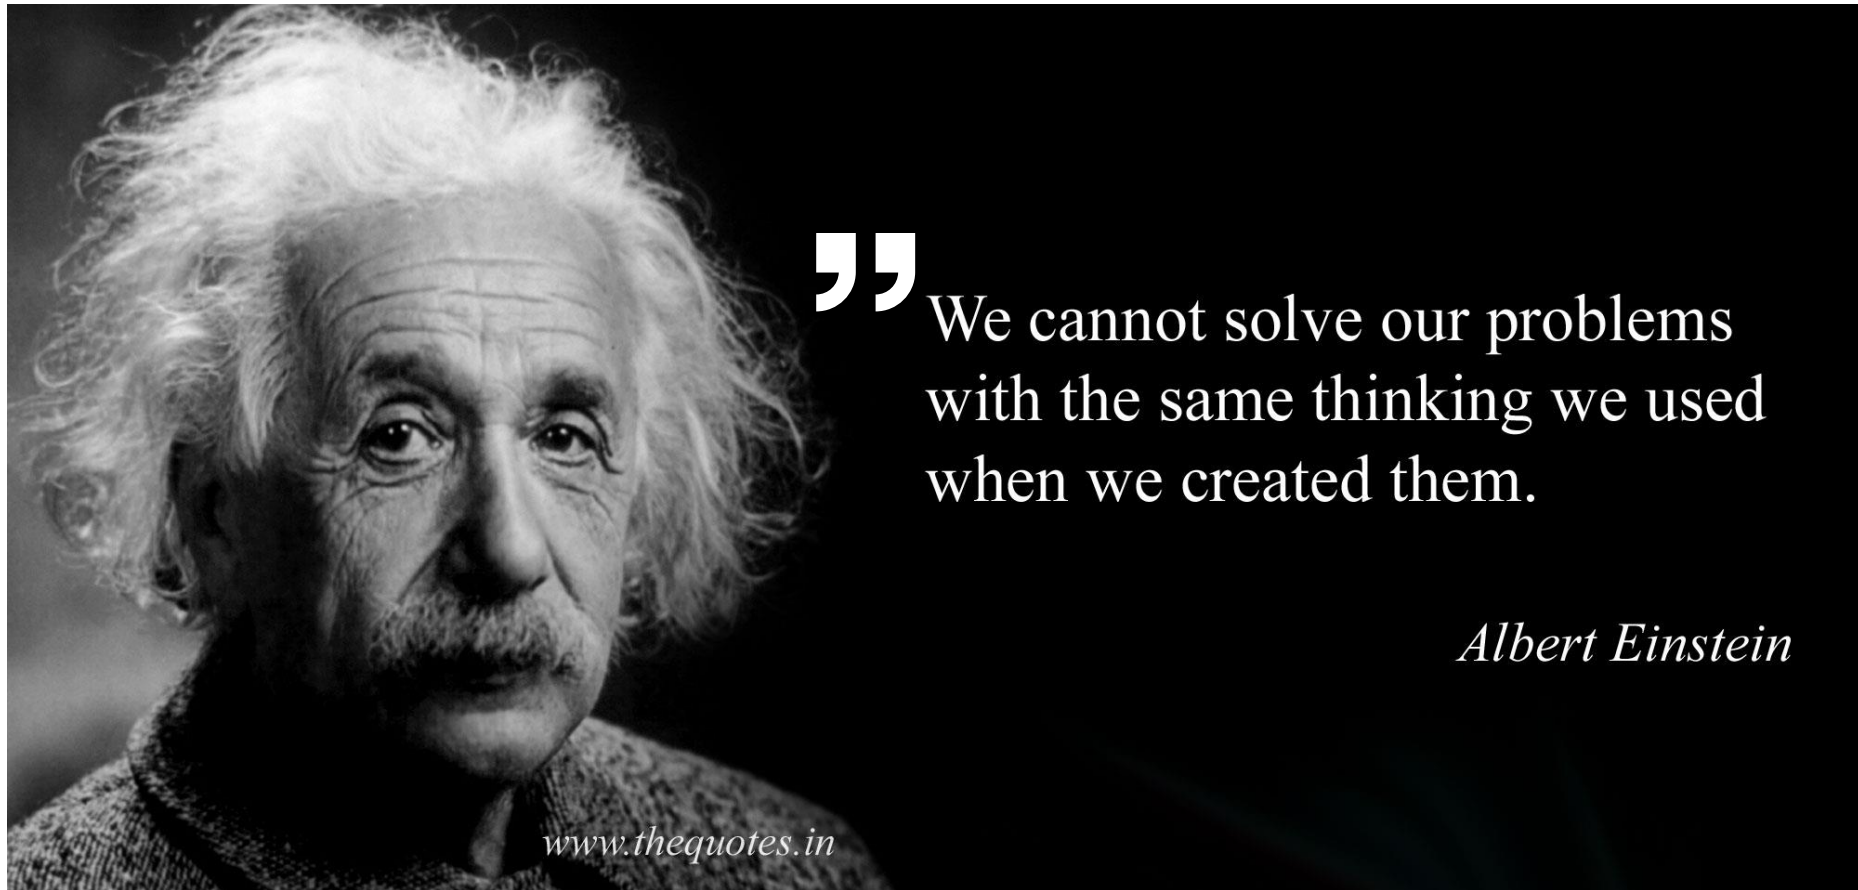 ” We cannot solve our problems
with the same thinking we used
when we created them.
Albert Einstein
www.thequotes.in